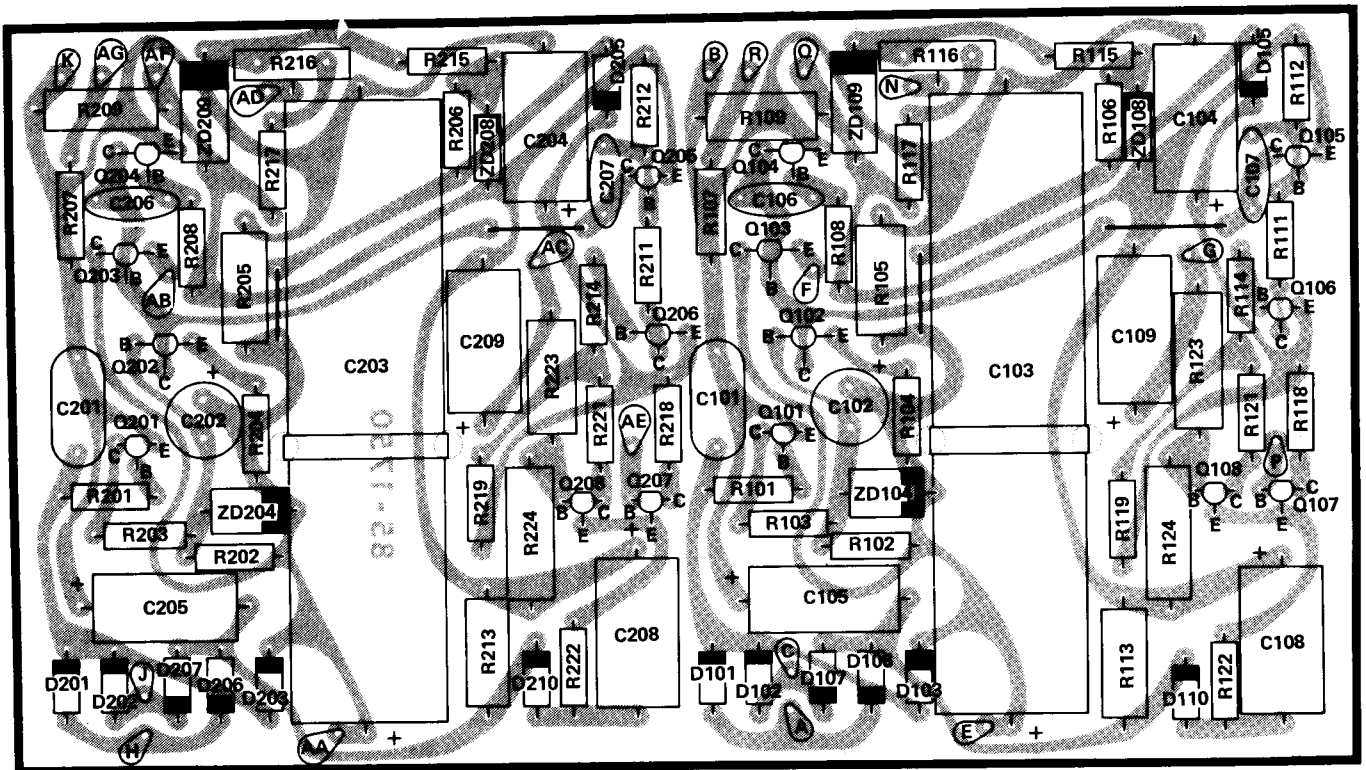 K AG AF R216 R215 D205 R212
R209 ZD209 AD R206 ZD208 C204
R217 C207 Q205
C Q204 B E
C206 R207 R208 R205 + AC R211
C Q203 B E
AB R214
B Q202 E C
C203 C209 R223 B Q206 E C
C201 C202 + R204 R221 AE R218
Q201 C E B +
R201 ZD204 R219 R224 Q208 B C E Q207 B C E
R203 R202 +
+ C205 R213 C208
D201 D202 J D207 D206 D203 D210 R222
H AA +
0571-58
B R Q R116 R115 D105 R112
R109 ZD109 N R106 ZD108 C104
R117 C107 Q105 C E B
C Q104 E
C106 R107 R108 R105 + G R111
C Q103 E B
F R114 B Q106 E C
Q102 B E C
C103 C109 R123
C101 C102 + R104 R121 R118
Q101 C E B + P
R101 ZD104 R119 R124 Q108 B C E Q107 B C E
R103 R102 +
+ C105 R113 C108
D101 D102 C D107 D106 D103 D110 R122
A E +